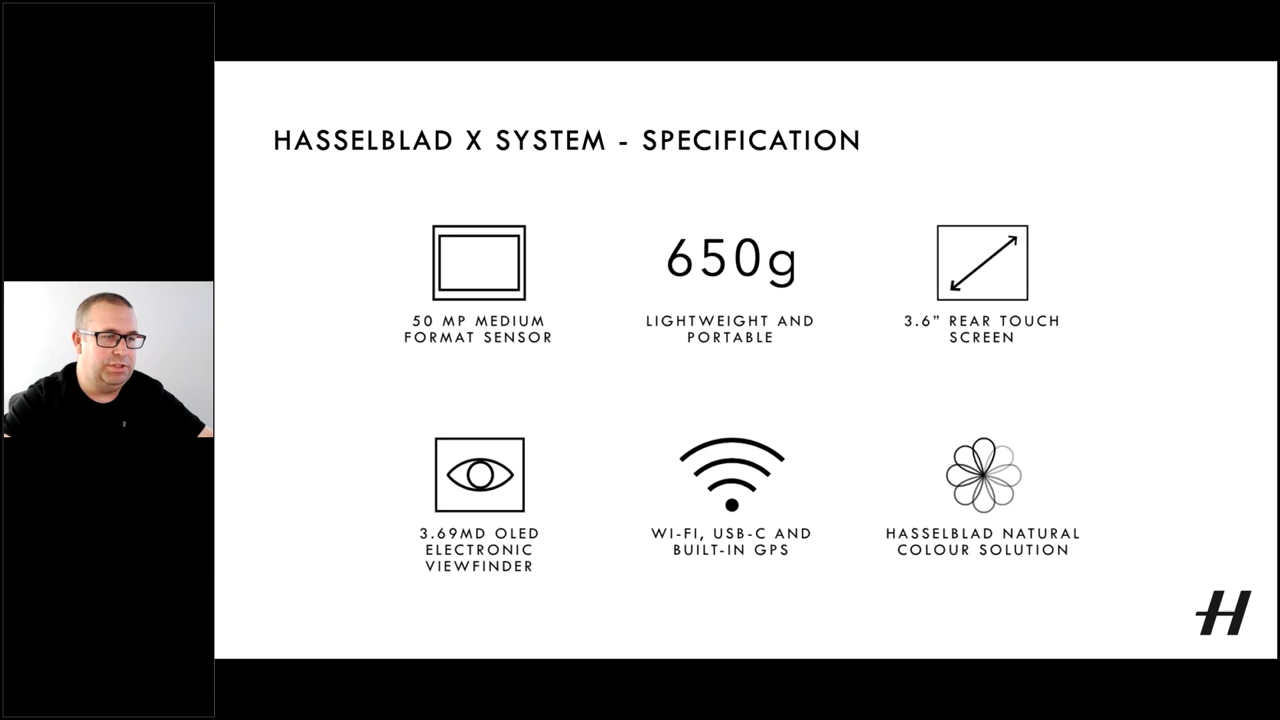 HASSELBLAD X SYSTEM - SPECIFICATION
50 MP MEDIUM
FORMAT SENSOR
650g
LIGHTWEIGHT AND
PORTABLE
3.6" REAR TOUCH
SCREEN
3.69MD OLED
ELECTRONIC
VIEWFINDER
WI-FI, USB-C AND
BUILT-IN GPS
HASSELBLAD NATURAL
COLOUR SOLUTION
H